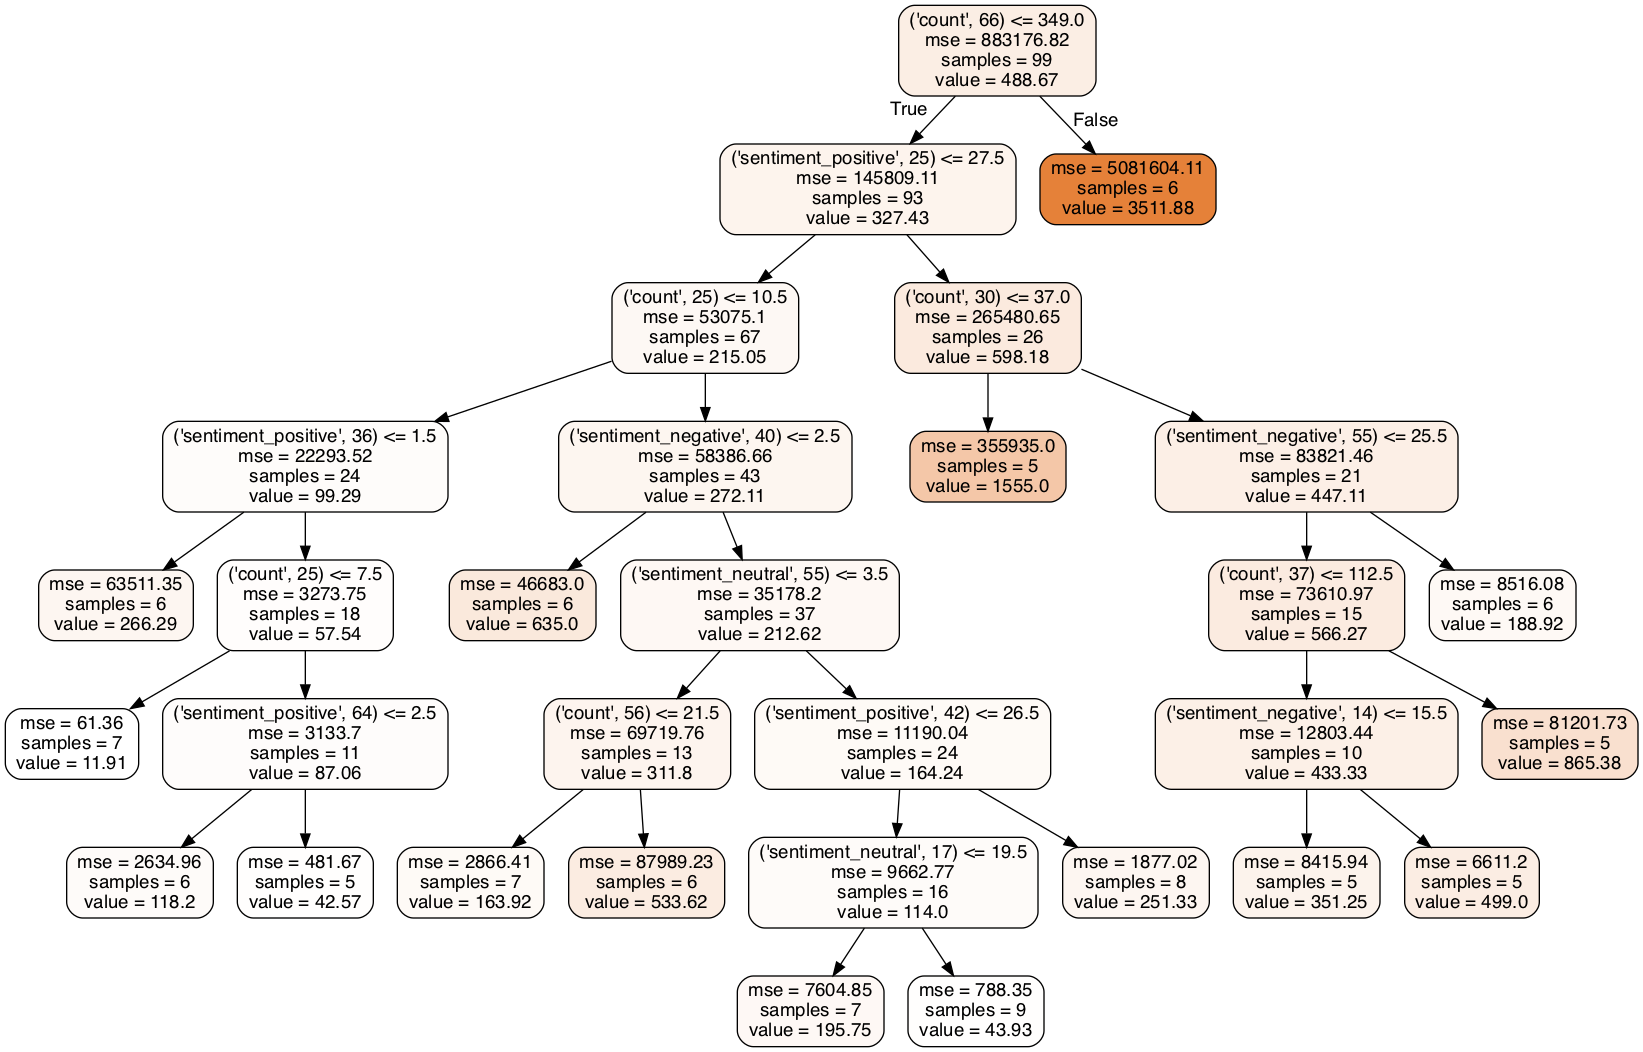 ('count', 66) <= 349.0
mse = 883176.82
samples = 99
value = 488.67
True
False
('sentiment_positive', 25) <= 27.5
mse = 145809.11
samples = 93
value = 327.43
mse = 5081604.11
samples = 6
value = 3511.88
('count', 25) <= 10.5
mse = 53075.1
samples = 67
value = 215.05
('count', 30) <= 37.0
mse = 265480.65
samples = 26
value = 598.18
('sentiment_positive', 36) <= 1.5
mse = 22293.52
samples = 24
value = 99.29
('sentiment_negative', 40) <= 2.5
mse = 58386.66
samples = 43
value = 272.11
mse = 355935.0
samples = 5
value = 1555.0
('sentiment_negative', 55) <= 25.5
mse = 83821.46
samples = 21
value = 447.11
mse = 63511.35
samples = 6
value = 266.29
('count', 25) <= 7.5
mse = 3273.75
samples = 18
value = 57.54
mse = 46683.0
samples = 6
value = 635.0
('sentiment_neutral', 55) <= 3.5
mse = 35178.2
samples = 37
value = 212.62
('count', 37) <= 112.5
mse = 73610.97
samples = 15
value = 566.27
mse = 8516.08
samples = 6
value = 188.92
mse = 61.36
samples = 7
value = 11.91
('sentiment_positive', 64) <= 2.5
mse = 3133.7
samples = 11
value = 87.06
('count', 56) <= 21.5
mse = 69719.76
samples = 13
value = 311.8
('sentiment_positive', 42) <= 26.5
mse = 11190.04
samples = 24
value = 164.24
('sentiment_negative', 14) <= 15.5
mse = 12803.44
samples = 10
value = 433.33
mse = 81201.73
samples = 5
value = 865.38
mse = 2634.96
samples = 6
value = 118.2
mse = 481.67
samples = 5
value = 42.57
mse = 2866.41
samples = 7
value = 163.92
mse = 87989.23
samples = 6
value = 533.62
('sentiment_neutral', 17) <= 19.5
mse = 9662.77
samples = 16
value = 114.0
mse = 1877.02
samples = 8
value = 251.33
mse = 8415.94
samples = 5
value = 351.25
mse = 6611.2
samples = 5
value = 499.0
mse = 7604.85
samples = 7
value = 195.75
mse = 788.35
samples = 9
value = 43.93